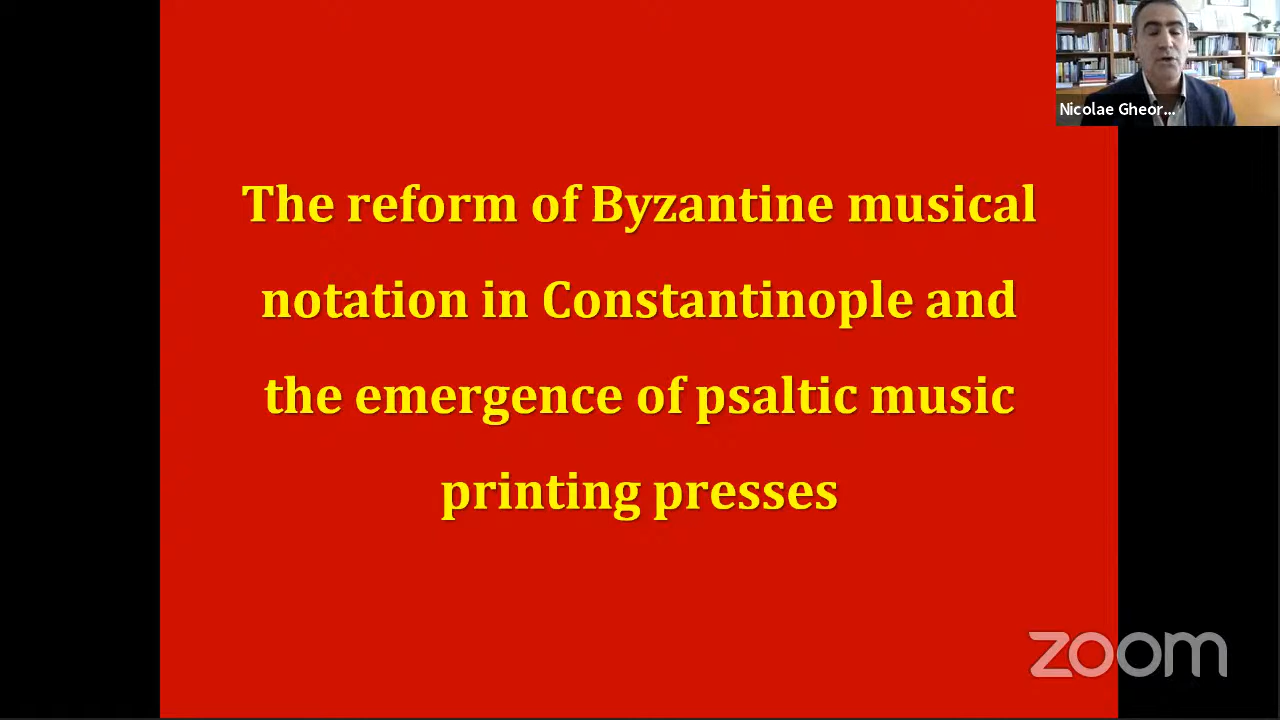 Nicolae Gheor...
The reform of Byzantine musical
notation in Constantinople and
the emergence of psaltic music
printing presses
zoom